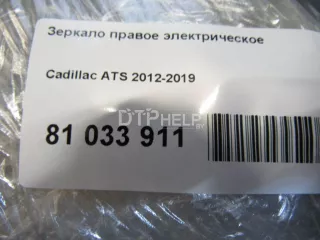 Зеркало правое электрическое
Cadillac ATS 2012-2019
DTPHELP
81 033 911